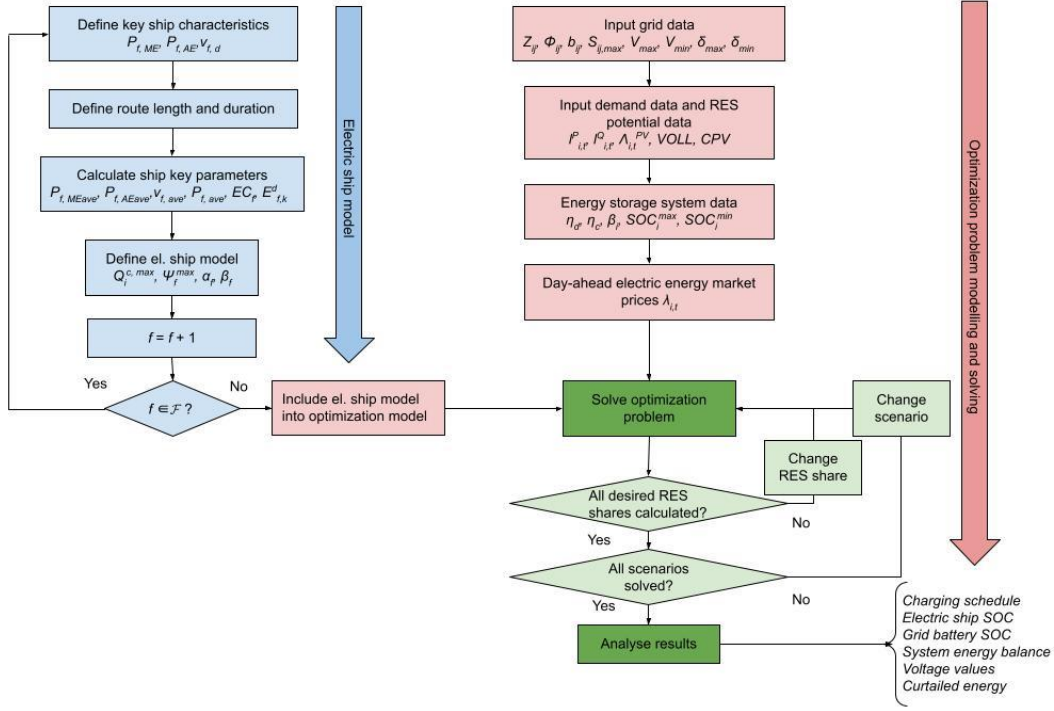 Define key ship characteristics
P_f, ME, P_f, AE, v_f, d
Define route length and duration
Calculate ship key parameters
P_f, MEave, P_f, AEave, v_f, ave, P_f, ave, EC_f, E^d_f,k
Define el. ship model
Q_i^c, max, Ψ_f^max, α_f, β_f
f = f + 1
Yes
No
f ∈ ℱ ?
Electric ship model
Include el. ship model
into optimization model
Input grid data
Z_ij, Φ_ij, b_ij, S_ij,max, V_max, V_min, δ_max, δ_min
Input demand data and RES
potential data
l^P_i,t, l^Q_i,t, Λ_i,t^PV, VOLL, CPV
Energy storage system data
η_d, η_c, β_i, SOC_i^max, SOC_i^min
Day-ahead electric energy market
prices λ_i,t
Solve optimization
problem
Change
scenario
Change
RES share
All desired RES
shares calculated?
No
Yes
All scenarios
solved?
No
Yes
Analyse results
Optimization problem modelling and solving
Charging schedule
Electric ship SOC
Grid battery SOC
System energy balance
Voltage values
Curtailed energy